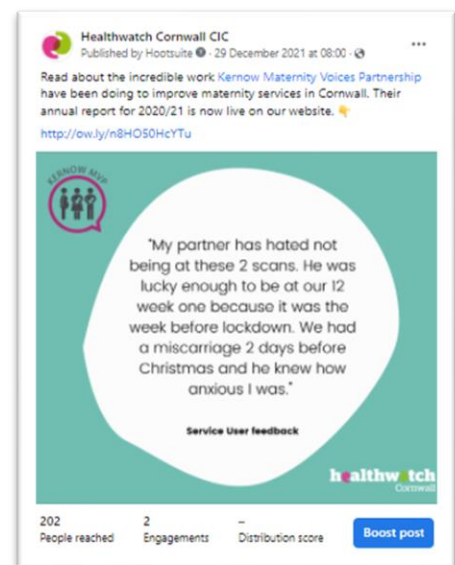 Healthwatch Cornwall CIC
Published by Hootsuite · 29 December 2021 at 08:00 ·
Read about the incredible work Kernow Maternity Voices Partnership
have been doing to improve maternity services in Cornwall. Their
annual report for 2020/21 is now live on our website. 👇
http://ow.ly/n8HO50HcYTu
KERNOW MVP
"My partner has hated not
being at these 2 scans. He was
lucky enough to be at our 12
week one because it was the
week before lockdown. We had
a miscarriage 2 days before
Christmas and he knew how
anxious I was."
Service User feedback
healthwatch
Cornwall
202
People reached
2
Engagements
–
Distribution score
Boost post